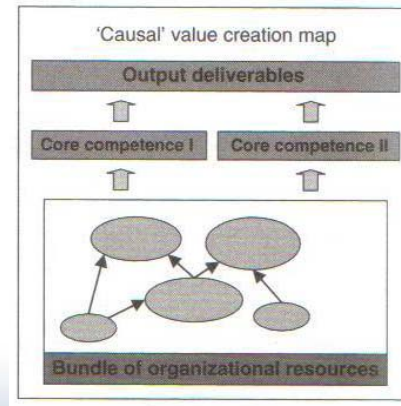 'Causal' value creation map
Output deliverables
Core competence I
Core competence II
Bundle of organizational resources